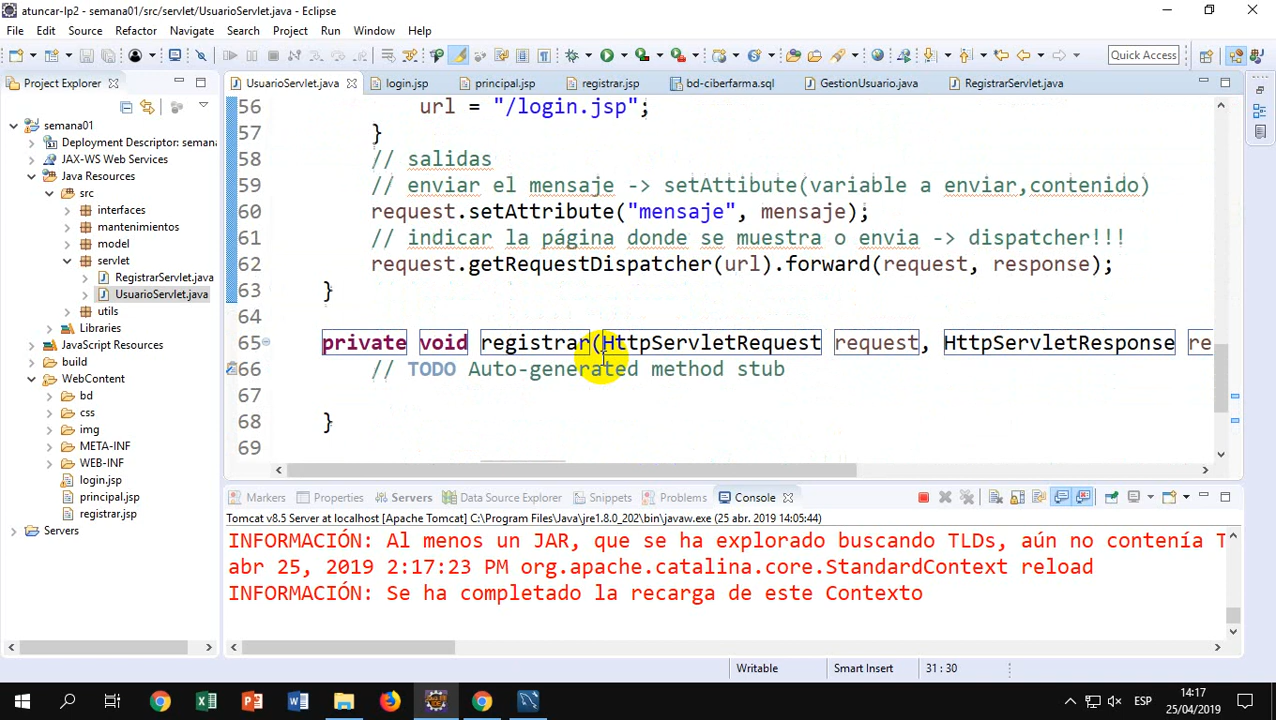 atuncar-lp2 - semana01/src/servlet/UsuarioServlet.java - Eclipse
File Edit Source Refactor Navigate Search Project Run Tomcat Window Help
Quick Access
Project Explorer
UsuarioServlet.java login.jsp principal.jsp registrar.jsp bd-ciberfarma.sql GestionUsuario.java RegistrarServlet.java
semana01
Deployment Descriptor: semana
JAX-WS Web Services
Java Resources
src
interfaces
mantenimientos
model
servlet
RegistrarServlet.java
UsuarioServlet.java
utils
Libraries
JavaScript Resources
build
WebContent
bd
css
img
META-INF
WEB-INF
login.jsp
principal.jsp
registrar.jsp
Servers
56 url = "/login.jsp";
57 }
58 // salidas
59 // enviar el mensaje -> setAttibute(variable a enviar,contenido)
60 request.setAttribute("mensaje", mensaje);
61 // indicar la página donde se muestra o envia -> dispatcher!!!
62 request.getRequestDispatcher(url).forward(request, response);
63 }
64
65 private void registrar(HttpServletRequest request, HttpServletResponse re
66 // TODO Auto-generated method stub
67
68 }
69
Markers Properties Servers Data Source Explorer Snippets Problems Console
Tomcat v8.5 Server at localhost [Apache Tomcat] C:\Program Files\Java\jre1.8.0_202\bin\javaw.exe (25 abr. 2019 14:05:44)
INFORMACIÓN: Al menos un JAR, que se ha explorado buscando TLDs, aún no contenía T
abr 25, 2019 2:17:23 PM org.apache.catalina.core.StandardContext reload
INFORMACIÓN: Se ha completado la recarga de este Contexto
Writable Smart Insert 31 : 30
ESP
14:17
25/04/2019